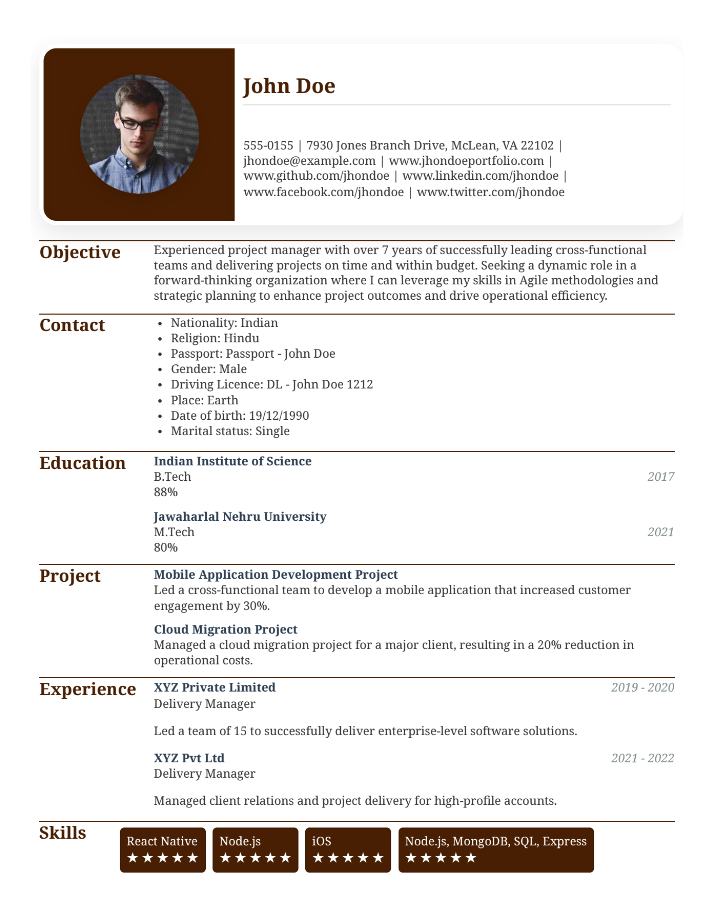 John Doe
555-0155 | 7930 Jones Branch Drive, McLean, VA 22102 |
jhondoe@example.com | www.jhondoeportfolio.com |
www.github.com/jhondoe | www.linkedin.com/jhondoe |
www.facebook.com/jhondoe | www.twitter.com/jhondoe
Objective
Experienced project manager with over 7 years of successfully leading cross-functional
teams and delivering projects on time and within budget. Seeking a dynamic role in a
forward-thinking organization where I can leverage my skills in Agile methodologies and
strategic planning to enhance project outcomes and drive operational efficiency.
Contact
• Nationality: Indian
• Religion: Hindu
• Passport: Passport - John Doe
• Gender: Male
• Driving Licence: DL - John Doe 1212
• Place: Earth
• Date of birth: 19/12/1990
• Marital status: Single
Education
Indian Institute of Science
B.Tech 2017
88%
Jawaharlal Nehru University
M.Tech 2021
80%
Project
Mobile Application Development Project
Led a cross-functional team to develop a mobile application that increased customer
engagement by 30%.
Cloud Migration Project
Managed a cloud migration project for a major client, resulting in a 20% reduction in
operational costs.
Experience
XYZ Private Limited 2019 - 2020
Delivery Manager
Led a team of 15 to successfully deliver enterprise-level software solutions.
XYZ Pvt Ltd 2021 - 2022
Delivery Manager
Managed client relations and project delivery for high-profile accounts.
Skills
React Native
★★★★★
Node.js
★★★★★
iOS
★★★★★
Node.js, MongoDB, SQL, Express
★★★★★